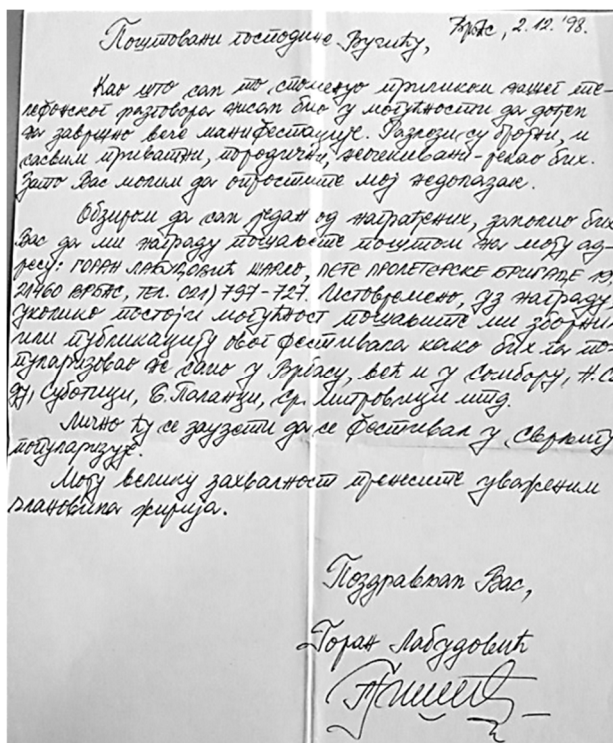 Врбас, 2.12.'98.
Поштовани господине Вучићу,
Као што сам то споменуо приликом нашег те-
лефонског разговора нисам био у могућности да дођем
на завршно вече манифестације. Разлози су бројни, и
сасвим приватни, породични, неочекивани - рекао бих.
Зато Вас молим да опростите мој недолазак.
Обзиром да сам један од награђених, замолио бих
Вас да ми награду пошаљете поштом на моју ад-
ресу: ГОРАН ЛАБУДОВИЋ ШАРЛО, ПЕТЕ ПРОЛЕТЕРСКЕ БРИГАДЕ
21460 ВРБАС, ТЕЛ. 021) 797-727. Истовремено, уз награду
уколико постоји могућност пошаљите ми зборник
или публикацију овог фестивала како бих га по-
пуларизовао не само у Врбасу, већ и у Сомбору, Н.С.
Суботици, Б. Паланци, Ср. Митровици итд.
Лично ћу се заузети да се фестивал у Сврљигу
популаризује.
Моју велику захвалност пренесите уваженим
члановима жирија.
Поздрављам Вас,
Горан Лабудовић